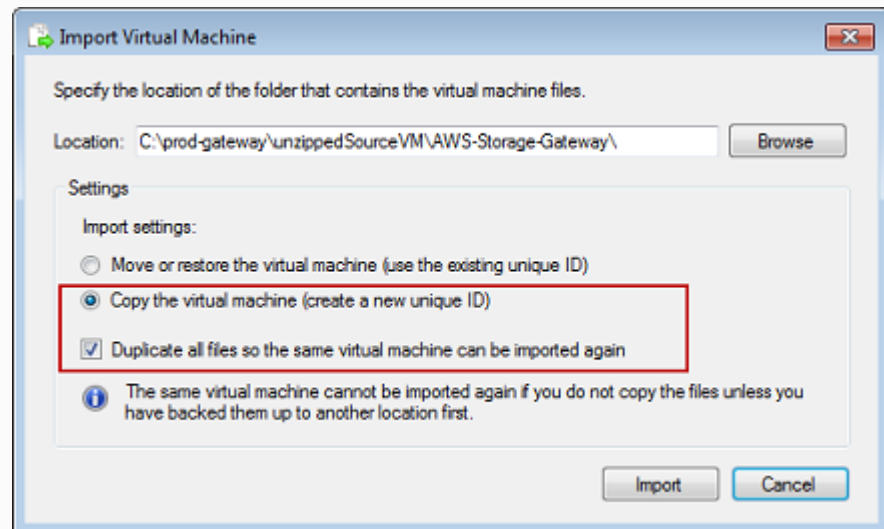 Import Virtual Machine
Specify the location of the folder that contains the virtual machine files.
Location: C:\prod-gateway\unzippedSourceVM\AWS-Storage-Gateway\ Browse
Settings
Import settings:
Move or restore the virtual machine (use the existing unique ID)
Copy the virtual machine (create a new unique ID)
Duplicate all files so the same virtual machine can be imported again
The same virtual machine cannot be imported again if you do not copy the files unless you
have backed them up to another location first.
Import Cancel